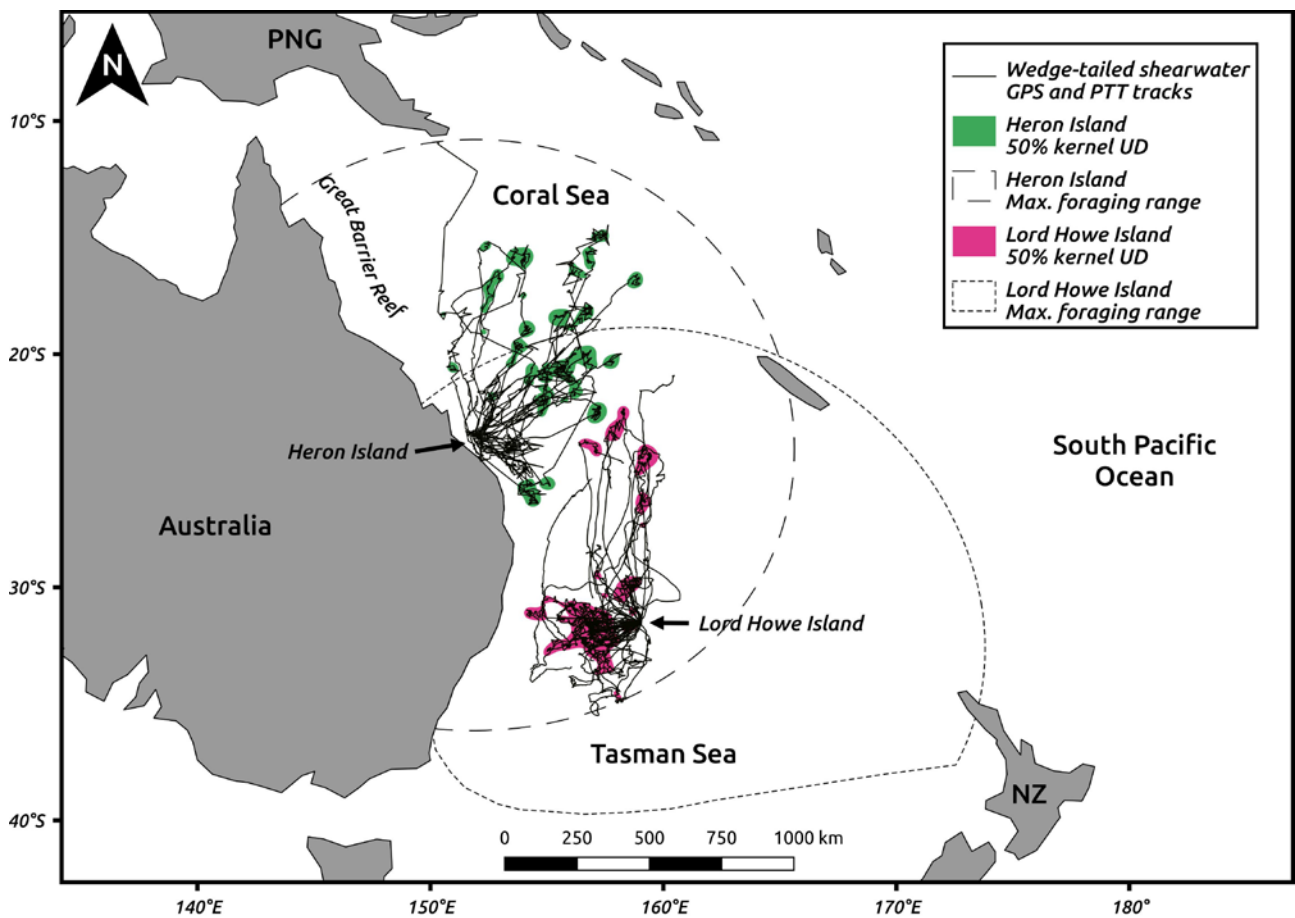 PNG
N
Wedge-tailed shearwater
GPS and PTT tracks
Heron Island
50% kernel UD
Heron Island
Max. foraging range
Lord Howe Island
50% kernel UD
Lord Howe Island
Max. foraging range
10°S
Great Barrier Reef
Coral Sea
20°S
Heron Island
South Pacific
Ocean
Australia
30°S
Lord Howe Island
Tasman Sea
NZ
40°S
0 250 500 750 1000 km
140°E 150°E 160°E 170°E 180°